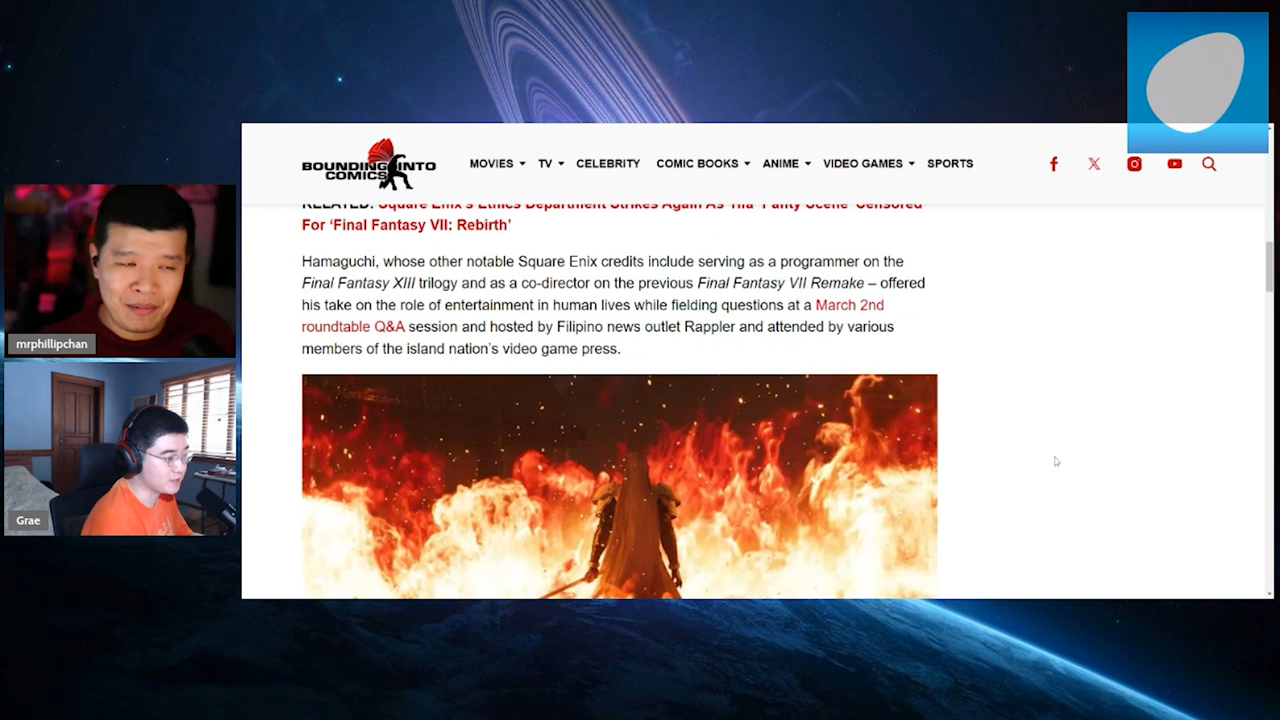 BOUNDING INTO
COMICS
MOVIES TV CELEBRITY COMIC BOOKS ANIME VIDEO GAMES SPORTS
RELATED: Square Enix's Ethics Department Strikes Again As Tifa 'Panty Scene' Censored
For 'Final Fantasy VII: Rebirth'
Hamaguchi, whose other notable Square Enix credits include serving as a programmer on the
Final Fantasy XIII trilogy and as a co-director on the previous Final Fantasy VII Remake – offered
his take on the role of entertainment in human lives while fielding questions at a March 2nd
roundtable Q&A session and hosted by Filipino news outlet Rappler and attended by various
members of the island nation's video game press.
mrphillipchan
Grae